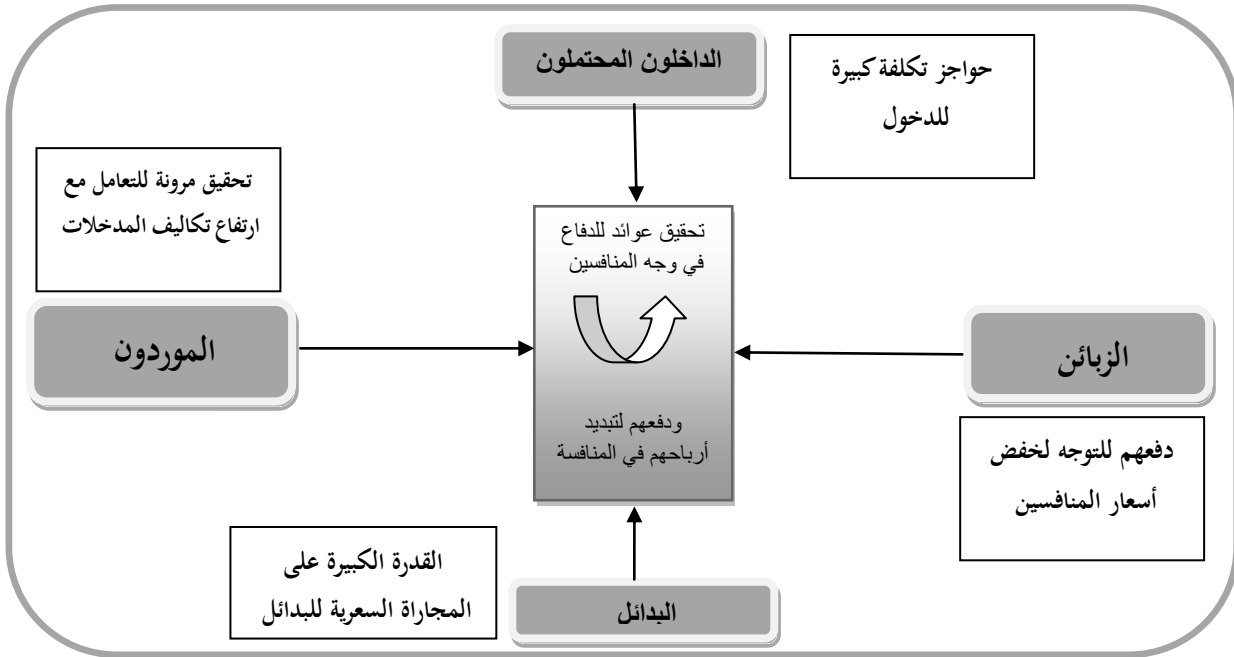 الداخلون المحتملون
حواجز تكلفة كبيرة
للدخول
تحقيق مرونة للتعامل مع
ارتفاع تكاليف المدخلات
تحقيق عوائد للدفاع
في وجه المنافسين
الموردون
الزبائن
ودفعهم لتبديد
أرباحهم في المنافسة
دفعهم للتوجه لخفض
أسعار المنافسين
القدرة الكبيرة على
المجاراة السعرية للبدائل
البدائل